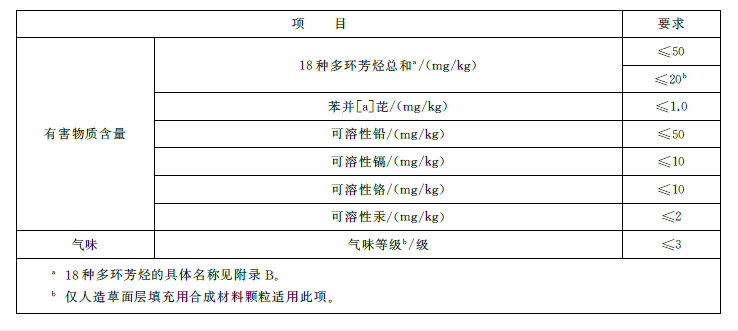 项 目 要求
有害物质含量 18种多环芳烃总和ᵃ/(mg/kg) ≤50
≤20ᵇ
苯并[a]芘/(mg/kg) ≤1.0
可溶性铅/(mg/kg) ≤50
可溶性镉/(mg/kg) ≤10
可溶性铬/(mg/kg) ≤10
可溶性汞/(mg/kg) ≤2
气味 气味等级ᵇ/级 ≤3
ᵃ 18种多环芳烃的具体名称见附录B。
ᵇ 仅人造草面层填充用合成材料颗粒适用此项。